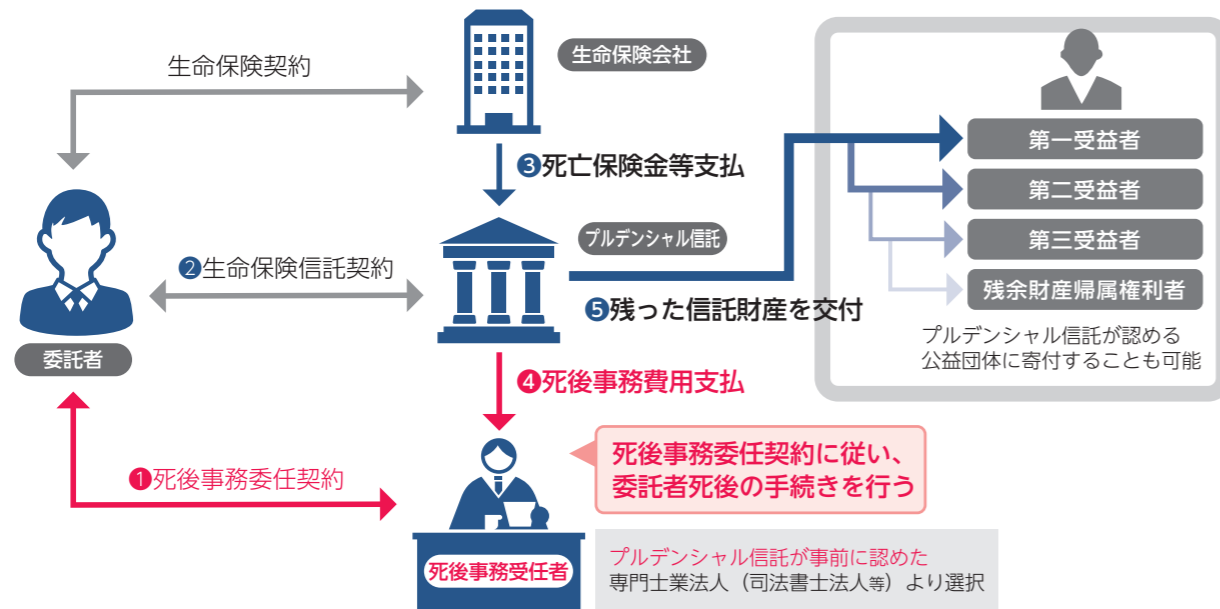 生命保険契約
生命保険会社
❸死亡保険金等支払
プルデンシャル信託
❷生命保険信託契約
委託者
❺残った信託財産を交付
第一受益者
第二受益者
第三受益者
残余財産帰属権利者
プルデンシャル信託が認める
公益団体に寄付することも可能
❹死後事務費用支払
❶死後事務委任契約
死後事務委任契約に従い、
委託者死後の手続きを行う
死後事務受任者
プルデンシャル信託が事前に認めた
専門士業法人（司法書士法人等）より選択